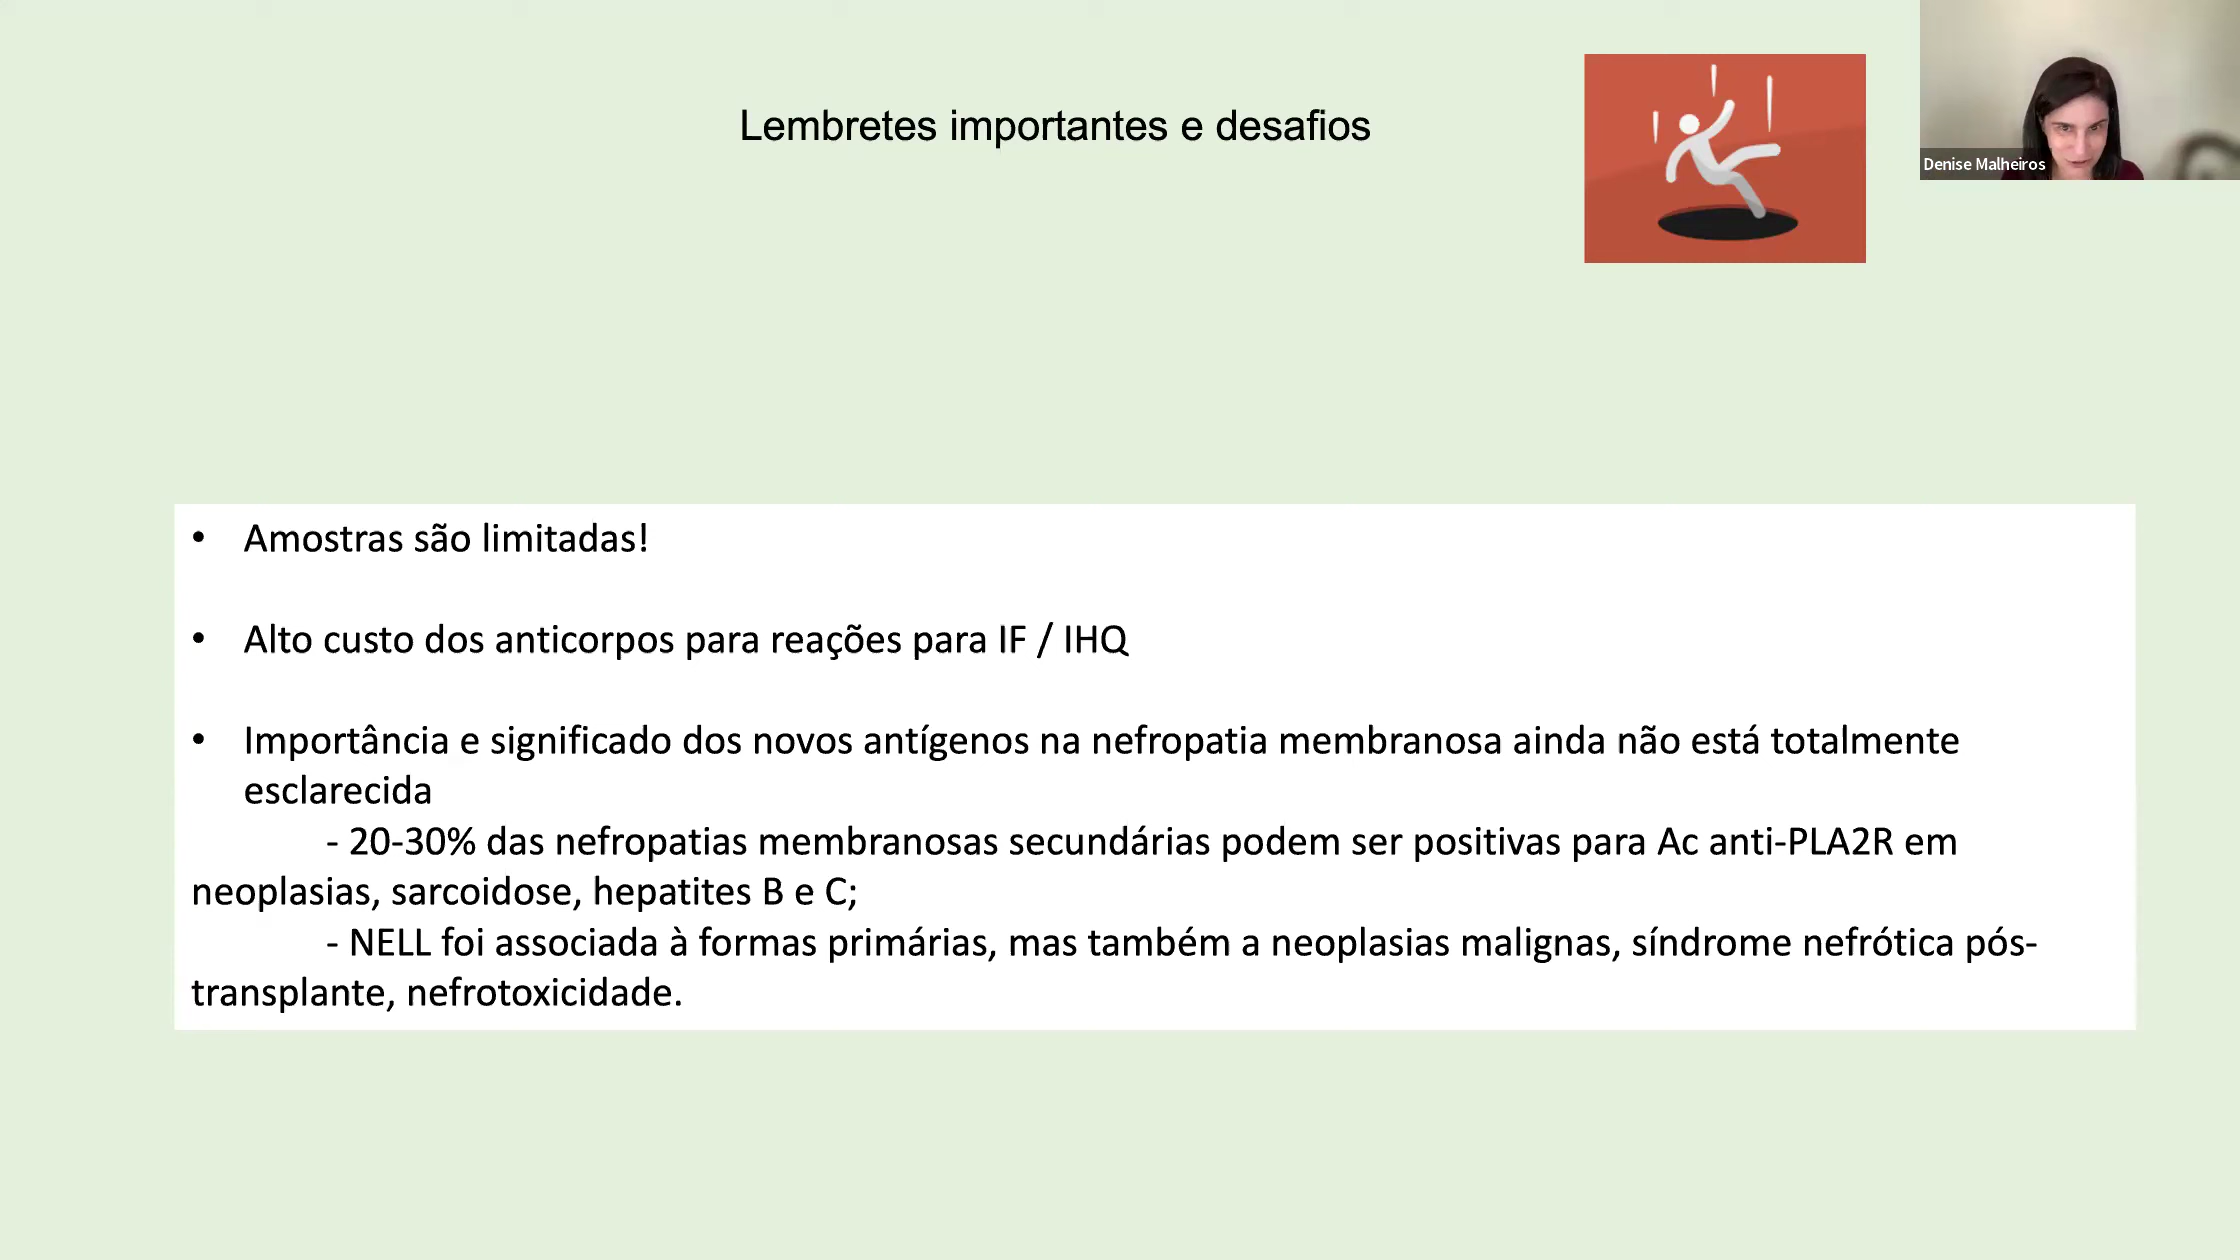 Lembretes importantes e desafios
Denise Malheiros
• Amostras são limitadas!
• Alto custo dos anticorpos para reações para IF / IHQ
• Importância e significado dos novos antígenos na nefropatia membranosa ainda não está totalmente
esclarecida
- 20-30% das nefropatias membranosas secundárias podem ser positivas para Ac anti-PLA2R em
neoplasias, sarcoidose, hepatites B e C;
- NELL foi associada à formas primárias, mas também a neoplasias malignas, síndrome nefrótica pós-
transplante, nefrotoxicidade.